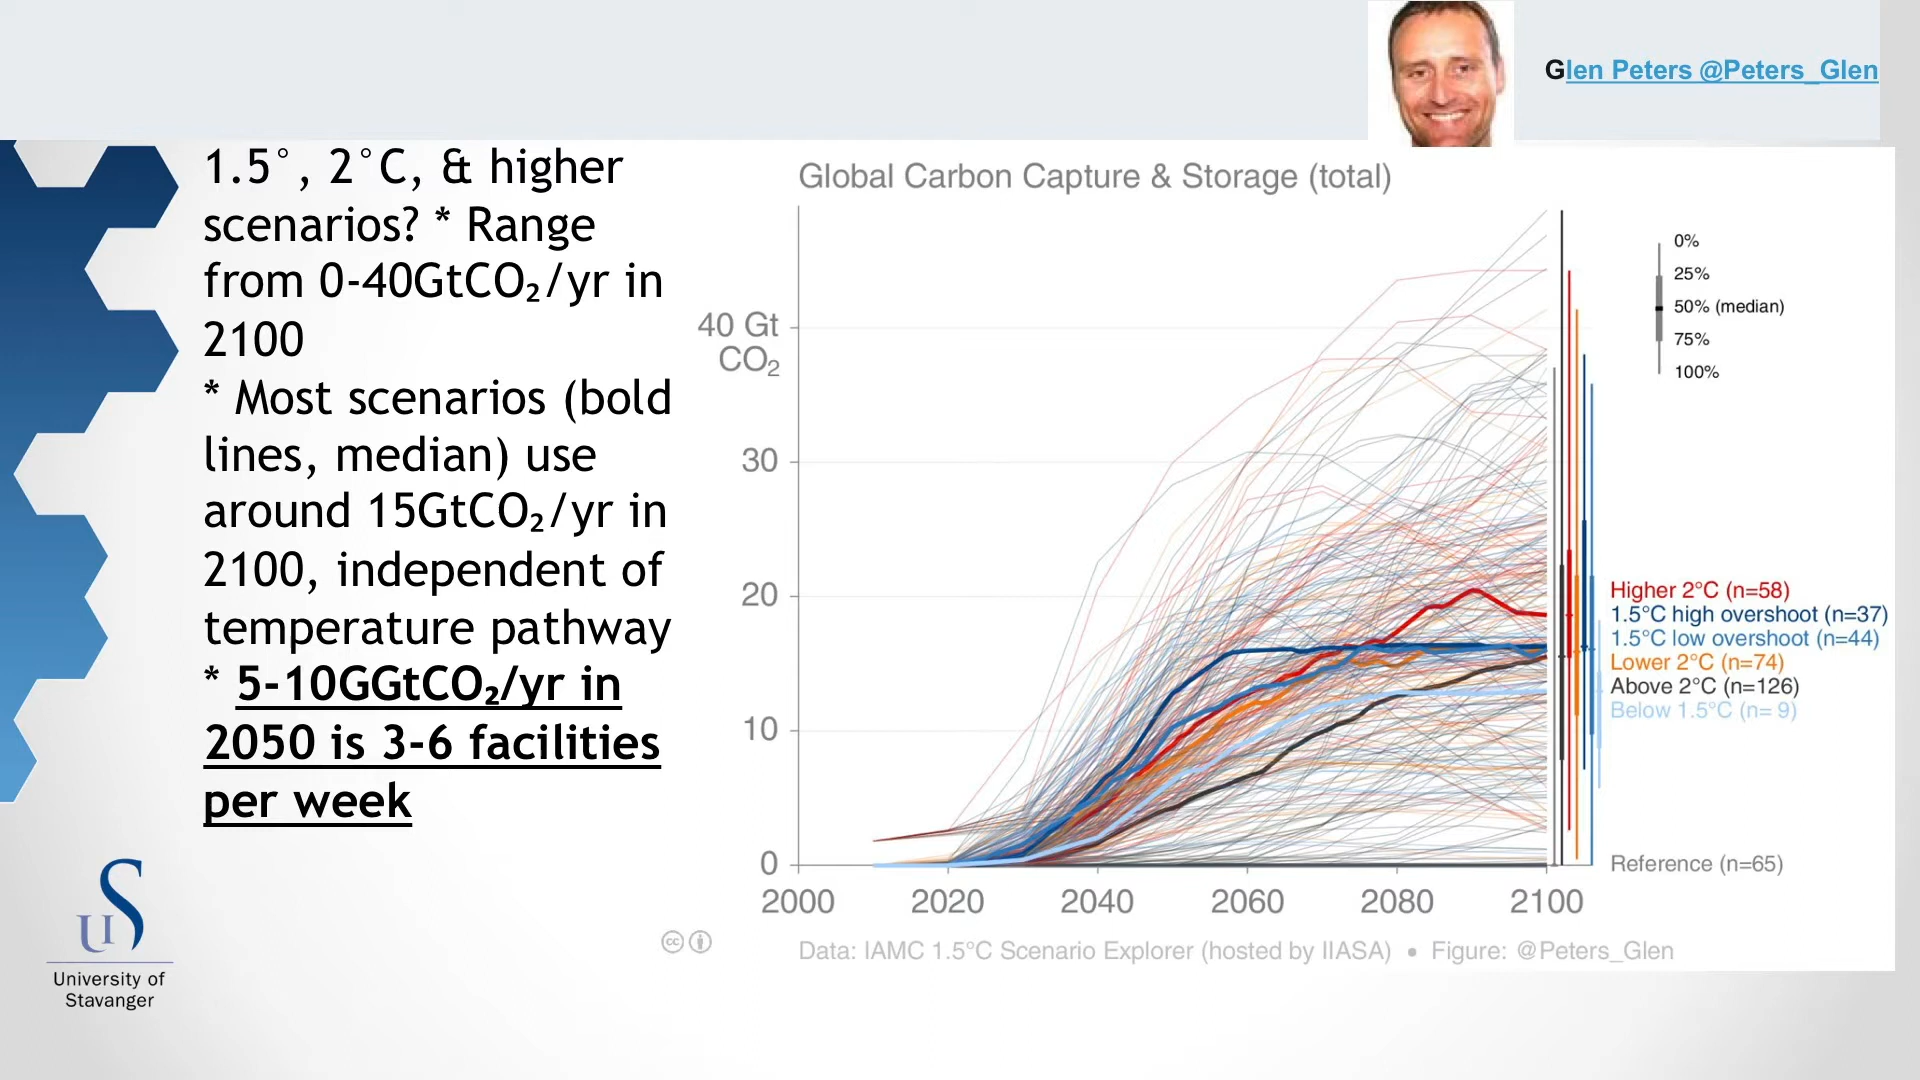 Glen Peters @Peters_Glen
1.5°, 2°C, & higher
scenarios? * Range
from 0-40GtCO₂/yr in
2100
* Most scenarios (bold
lines, median) use
around 15GtCO₂/yr in
2100, independent of
temperature pathway
* 5-10GGtCO₂/yr in
2050 is 3-6 facilities
per week
Global Carbon Capture & Storage (total)
40 Gt
CO₂
30
20
10
0
2000 2020 2040 2060 2080 2100
0%
25%
50% (median)
75%
100%
Higher 2°C (n=58)
1.5°C high overshoot (n=37)
1.5°C low overshoot (n=44)
Lower 2°C (n=74)
Above 2°C (n=126)
Below 1.5°C (n= 9)
Reference (n=65)
cc
Data: IAMC 1.5°C Scenario Explorer (hosted by IIASA) • Figure: @Peters_Glen
UiS
University of
Stavanger